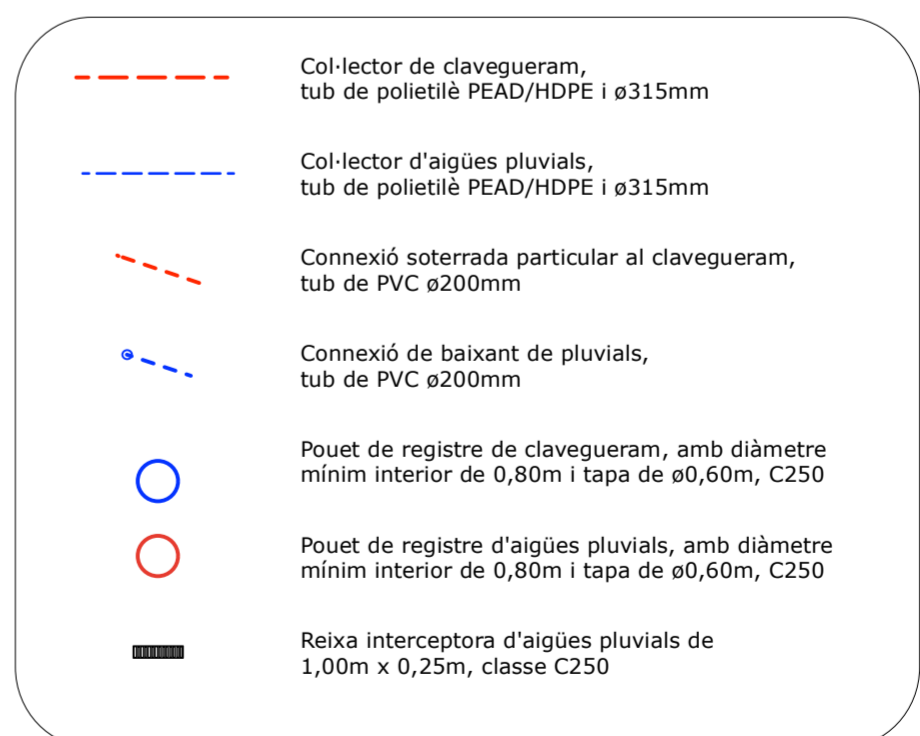 Col·lector de clavegueram,
tub de polietilè PEAD/HDPE i ø315mm
Col·lector d'aigües pluvials,
tub de polietilè PEAD/HDPE i ø315mm
Connexió soterrada particular al clavegueram,
tub de PVC ø200mm
Connexió de baixant de pluvials,
tub de PVC ø200mm
Pouet de registre de clavegueram, amb diàmetre
mínim interior de 0,80m i tapa de ø0,60m, C250
Pouet de registre d'aigües pluvials, amb diàmetre
mínim interior de 0,80m i tapa de ø0,60m, C250
Reixa interceptora d'aigües pluvials de
1,00m x 0,25m, classe C250